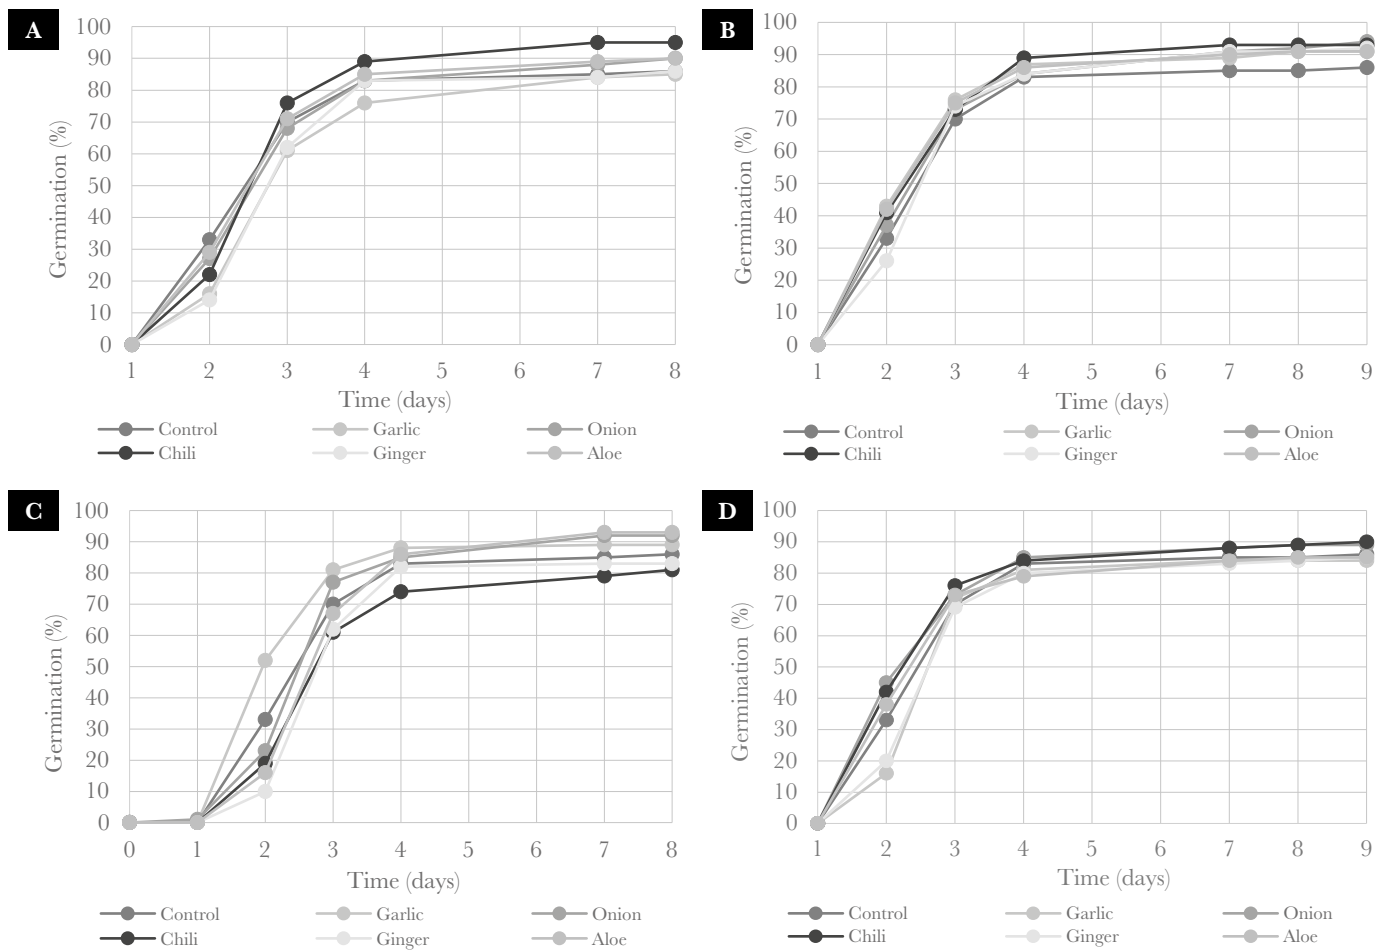 A
100
90
80
70
60
50
40
30
20
10
0
Germination (%)
1 2 3 4 5 6 7 8
Time (days)
Control Garlic Onion
Chili Ginger Aloe
B
100
90
80
70
60
50
40
30
20
10
0
Germination (%)
1 2 3 4 5 6 7 8 9
Time (days)
Control Garlic Onion
Chili Ginger Aloe
C
100
90
80
70
60
50
40
30
20
10
0
Germination (%)
0 1 2 3 4 5 6 7 8
Time (days)
Control Garlic Onion
Chili Ginger Aloe
D
100
90
80
70
60
50
40
30
20
10
0
Germination (%)
1 2 3 4 5 6 7 8 9
Time (days)
Control Garlic Onion
Chili Ginger Aloe